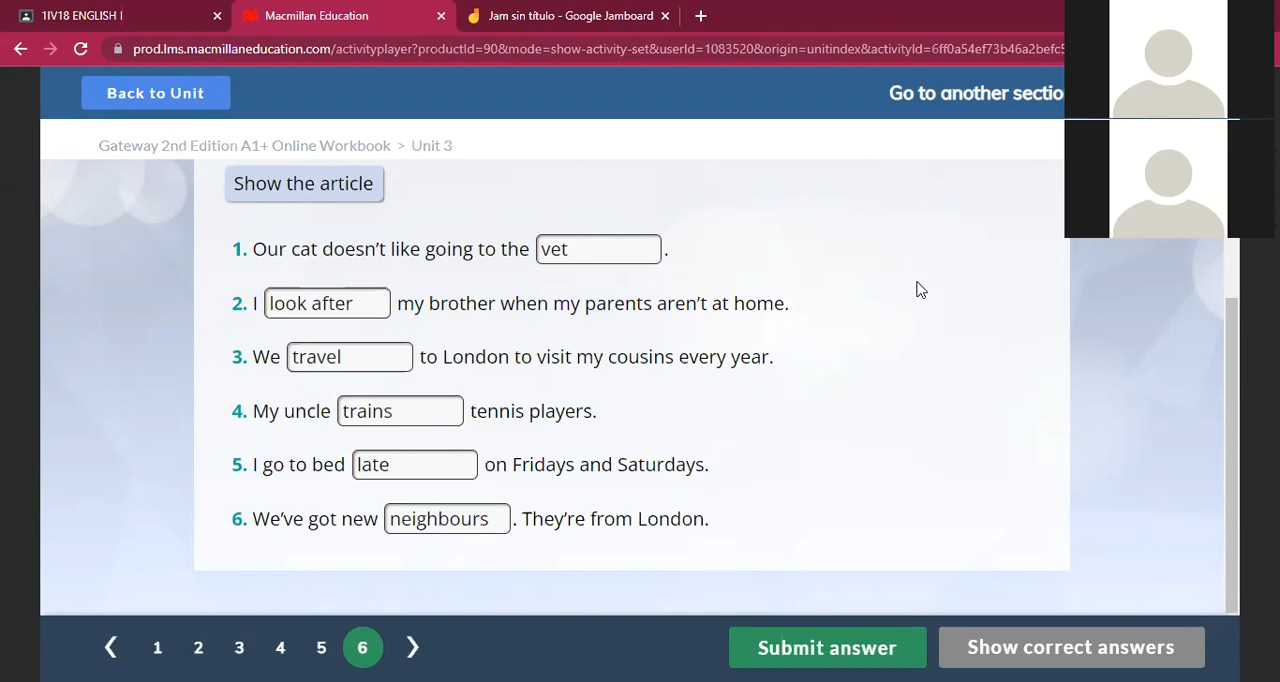 1IV18 ENGLISH I
Macmillan Education
Jam sin título - Google Jamboard
prod.lms.macmillaneducation.com/activityplayer?productId=90&mode=show-activity-set&userId=1083520&origin=unitindex&activityId=6ff0a54ef73b46a2befc5
Back to Unit
Go to another sectio
Gateway 2nd Edition A1+ Online Workbook > Unit 3
Show the article
1. Our cat doesn’t like going to the vet .
2. I look after my brother when my parents aren’t at home.
3. We travel to London to visit my cousins every year.
4. My uncle trains tennis players.
5. I go to bed late on Fridays and Saturdays.
6. We’ve got new neighbours . They’re from London.
❮ 1 2 3 4 5 6 ❯
Submit answer
Show correct answers